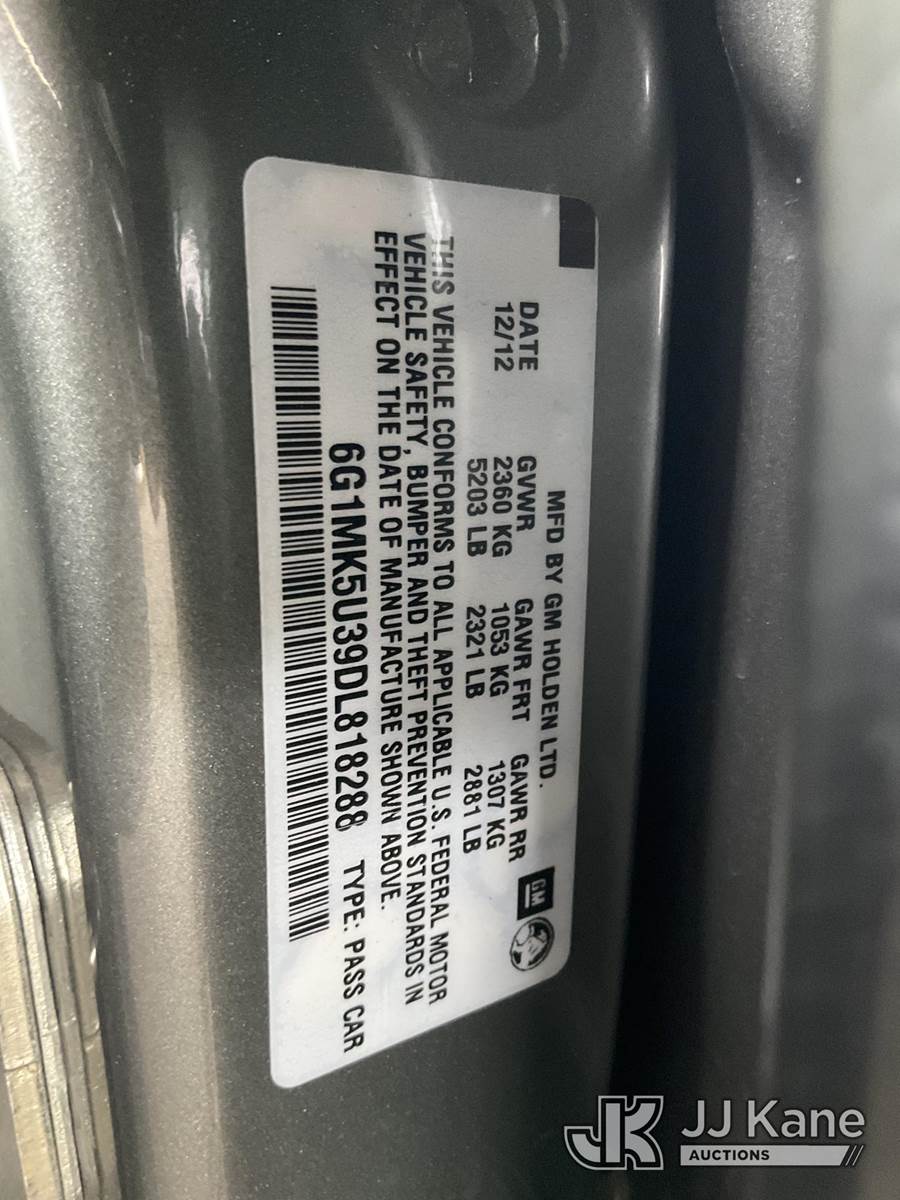 MFD BY GM HOLDEN LTD.
DATE GVWR GAWR FRT GAWR RR
12/12 2360 KG 1053 KG 1307 KG
5203 LB 2321 LB 2881 LB
THIS VEHICLE CONFORMS TO ALL APPLICABLE U.S. FEDERAL MOTOR
VEHICLE SAFETY, BUMPER AND THEFT PREVENTION STANDARDS IN
EFFECT ON THE DATE OF MANUFACTURE SHOWN ABOVE.
6G1MK5U39DL818288 TYPE: PASS CAR
GM
JK JJ Kane
AUCTIONS